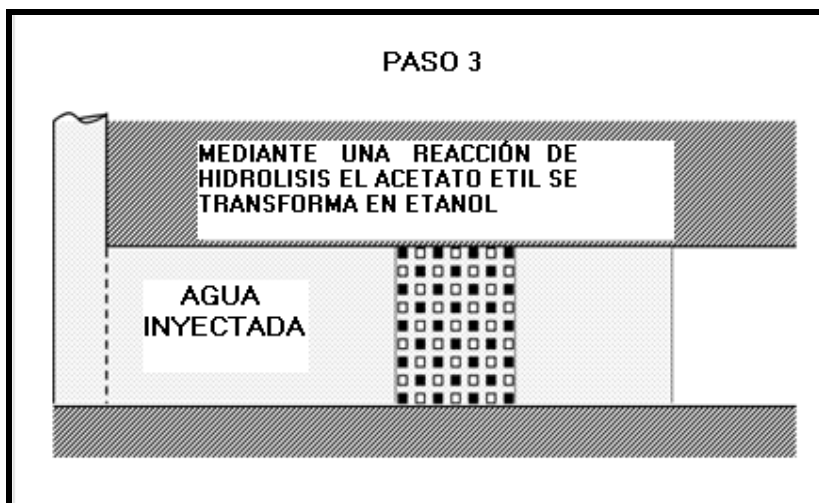 PASO 3
MEDIANTE UNA REACCIÓN DE
HIDROLISIS EL ACETATO ETIL SE
TRANSFORMA EN ETANOL
AGUA
INYECTADA